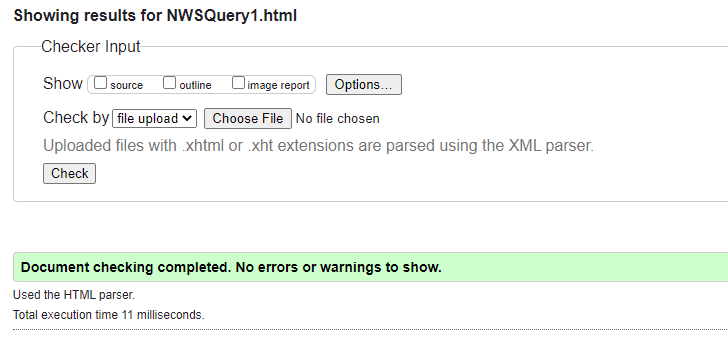 Showing results for NWSQuery1.html
Checker Input
Show source outline image report Options...
Check by file upload Choose File No file chosen
Uploaded files with .xhtml or .xht extensions are parsed using the XML parser.
Check
Document checking completed. No errors or warnings to show.
Used the HTML parser.
Total execution time 11 milliseconds.